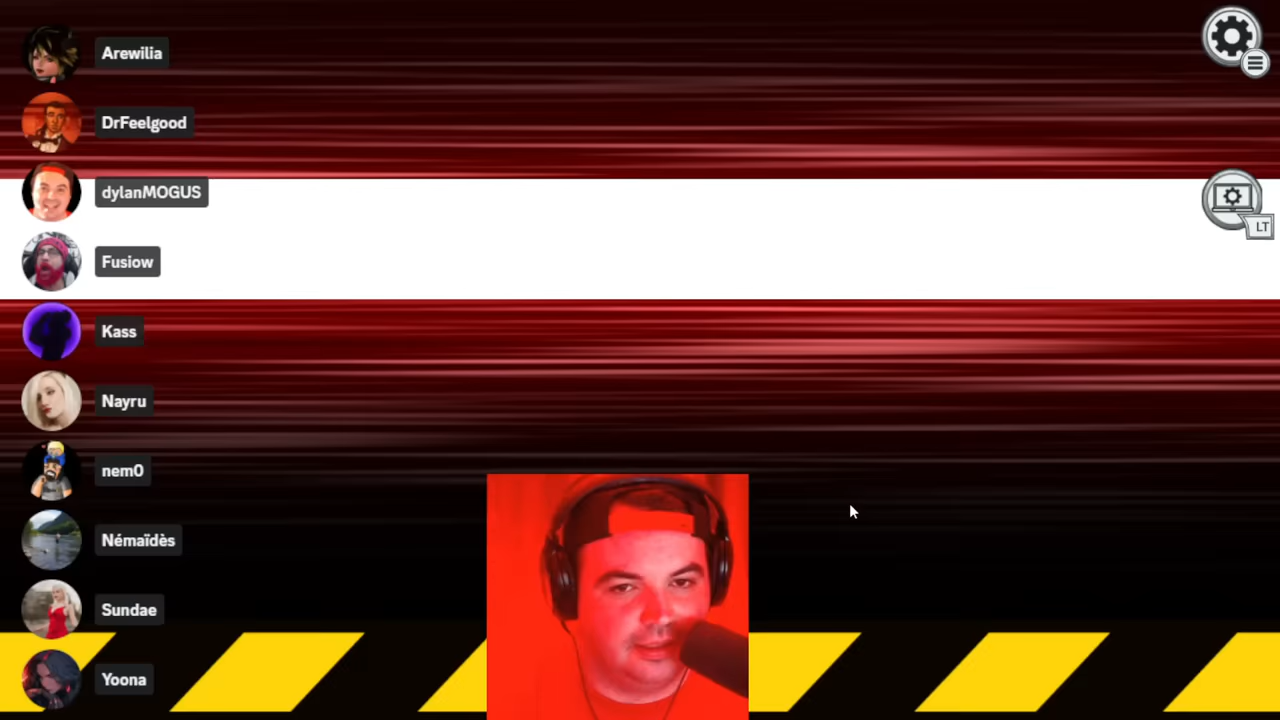 Arewilia
DrFeelgood
dylanMOGUS
LT
Fusiow
Kass
Nayru
nem0
Némaïdès
Sundae
Yoona